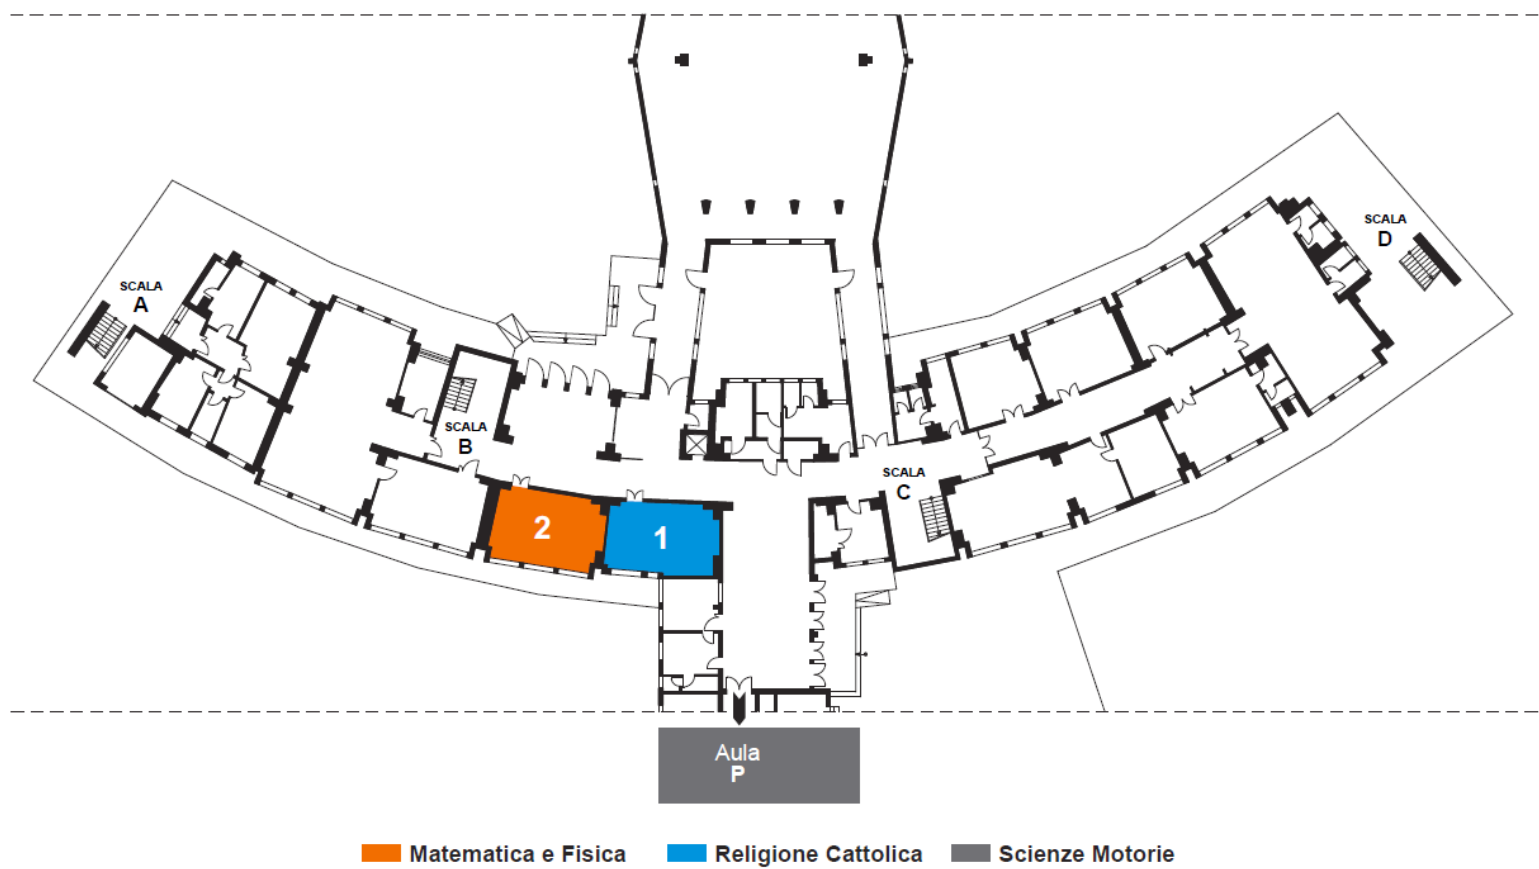 SCALA
A
SCALA
B
SCALA
C
SCALA
D
2
1
Aula
P
Matematica e Fisica
Religione Cattolica
Scienze Motorie